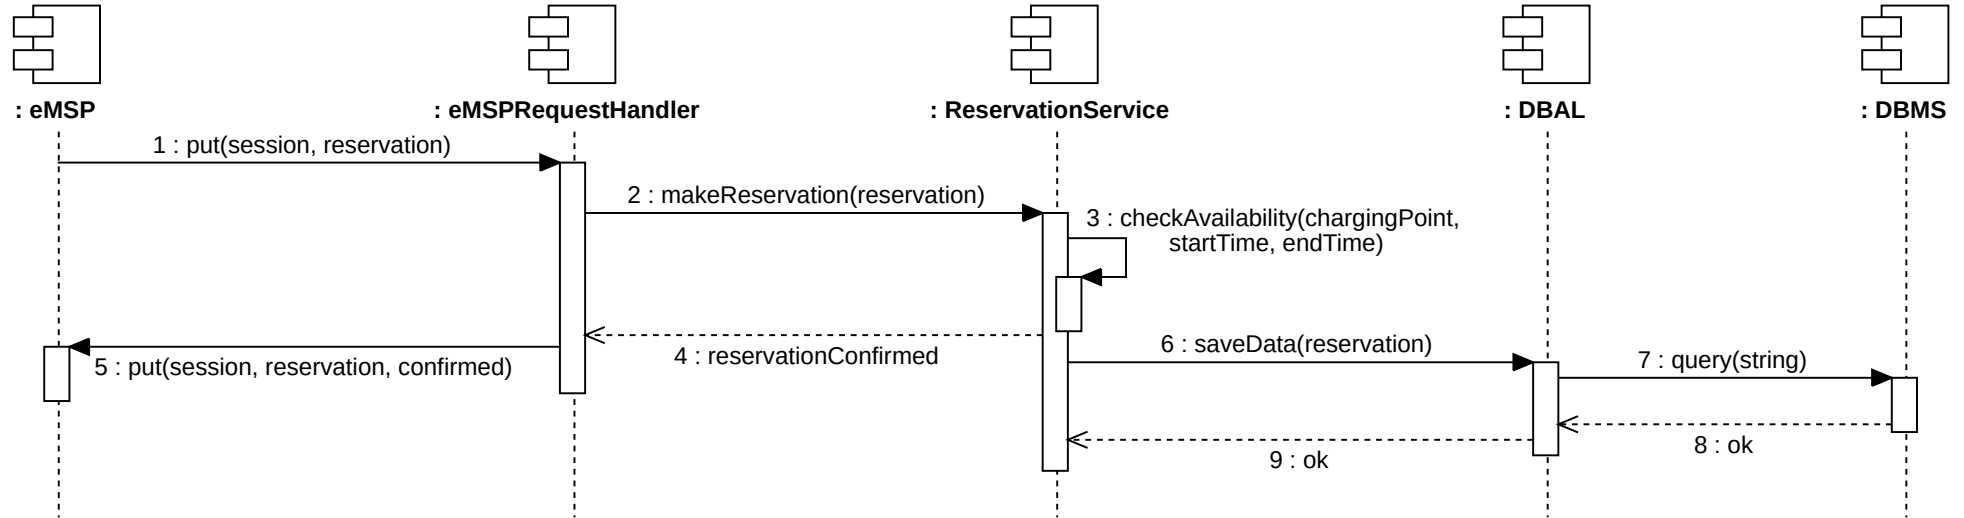 : eMSP
: eMSPRequestHandler
: ReservationService
: DBAL
: DBMS
1 : put(session, reservation)
2 : makeReservation(reservation)
3 : checkAvailability(chargingPoint,
startTime, endTime)
4 : reservationConfirmed
5 : put(session, reservation, confirmed)
6 : saveData(reservation)
7 : query(string)
8 : ok
9 : ok